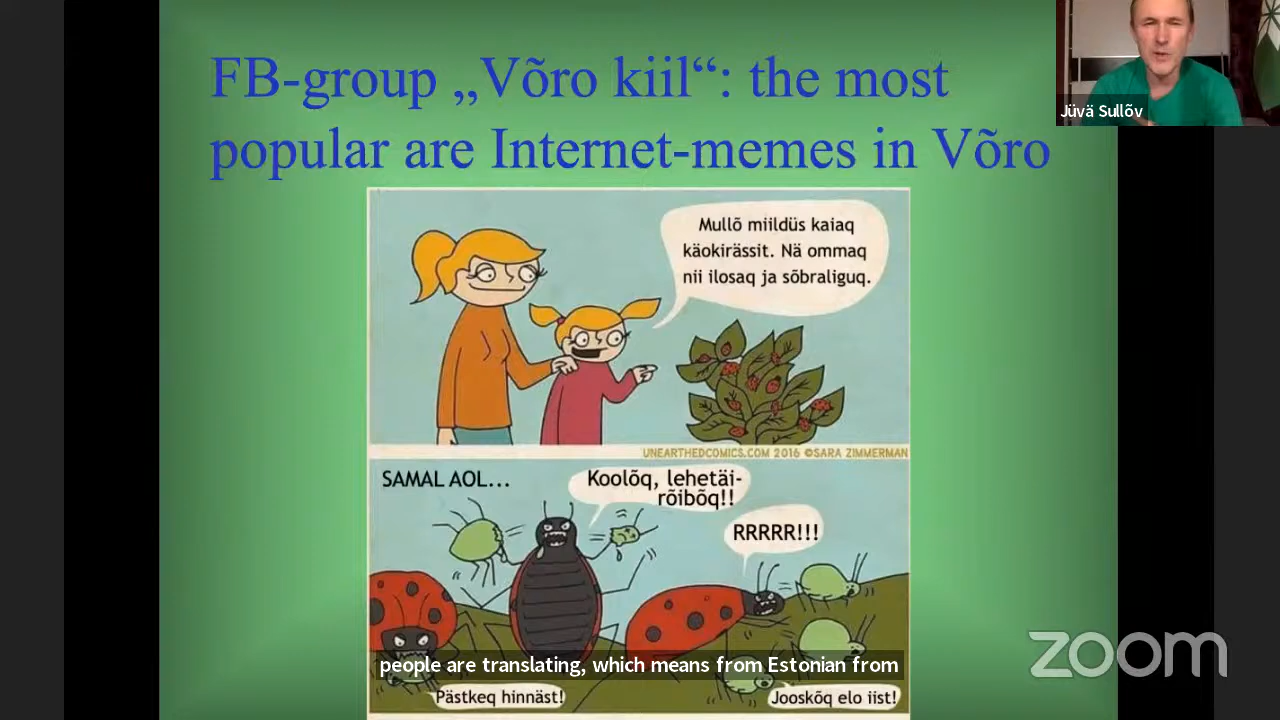 FB-group „Võro kiil“: the most
popular are Internet-memes in Võro
Jüvä Sullõv
Mullõ miildüs kaiaq
käokirässit. Nä ommaq
nii ilosaq ja sõbraliguq.
UNEARTHEDCOMICS.COM 2016 ©SARA ZIMMERMAN
SAMAL AOL...
Koolõq, lehetäi-
rõibõq!!
RRRRR!!!
people are translating, which means from Estonian from
Pästkeq hinnäst!
Jooskõq elo iist!
zoom